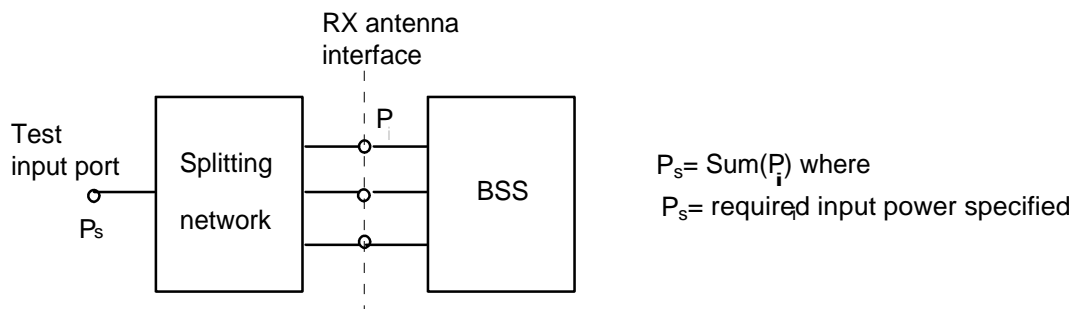 RX antenna
interface
P i
Test
input port
Ps
Splitting
network
BSS
Ps= Sum(Pi) where
Ps= required input power specified